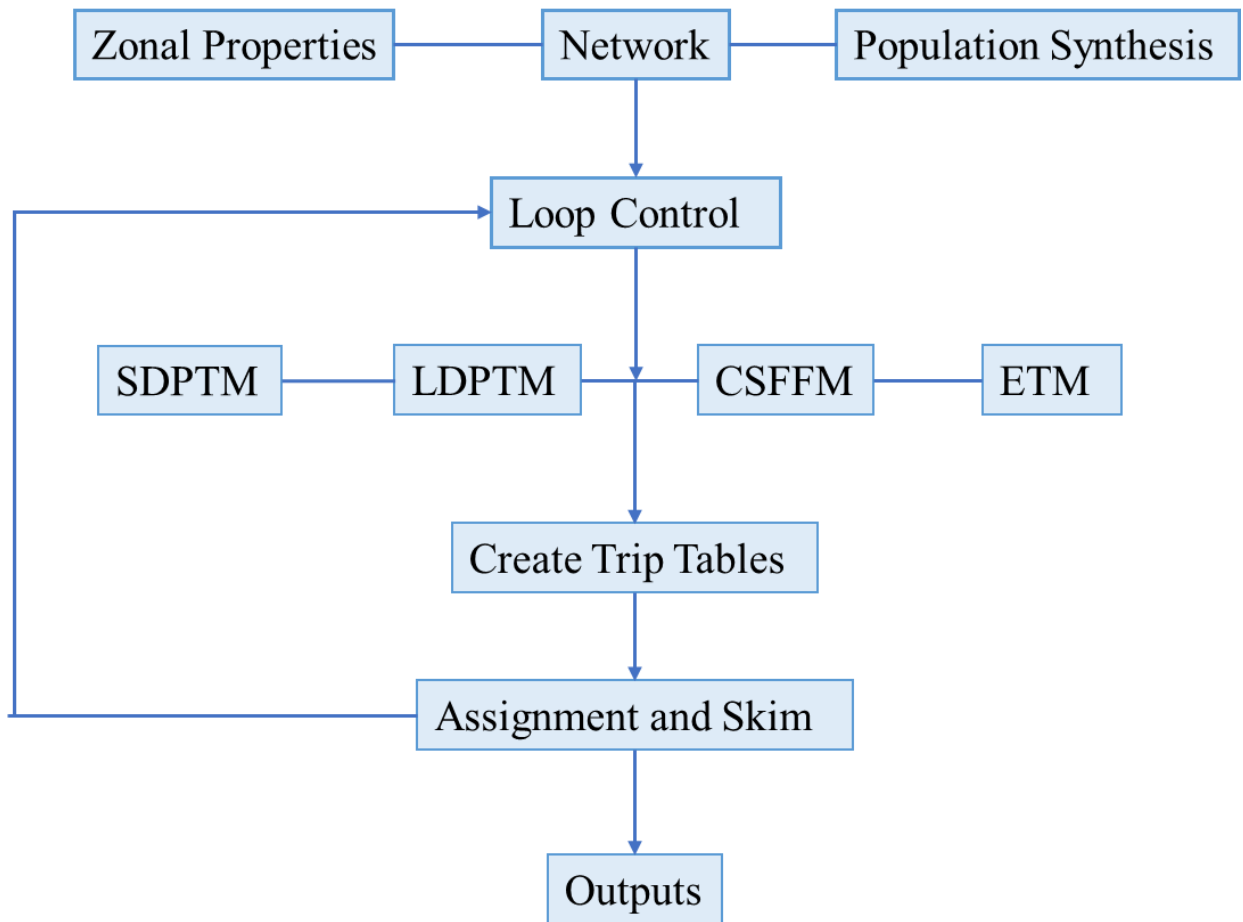 Zonal Properties
Network
Population Synthesis
Loop Control
SDPTM
LDPTM
CSFFM
ETM
Create Trip Tables
Assignment and Skim
Outputs